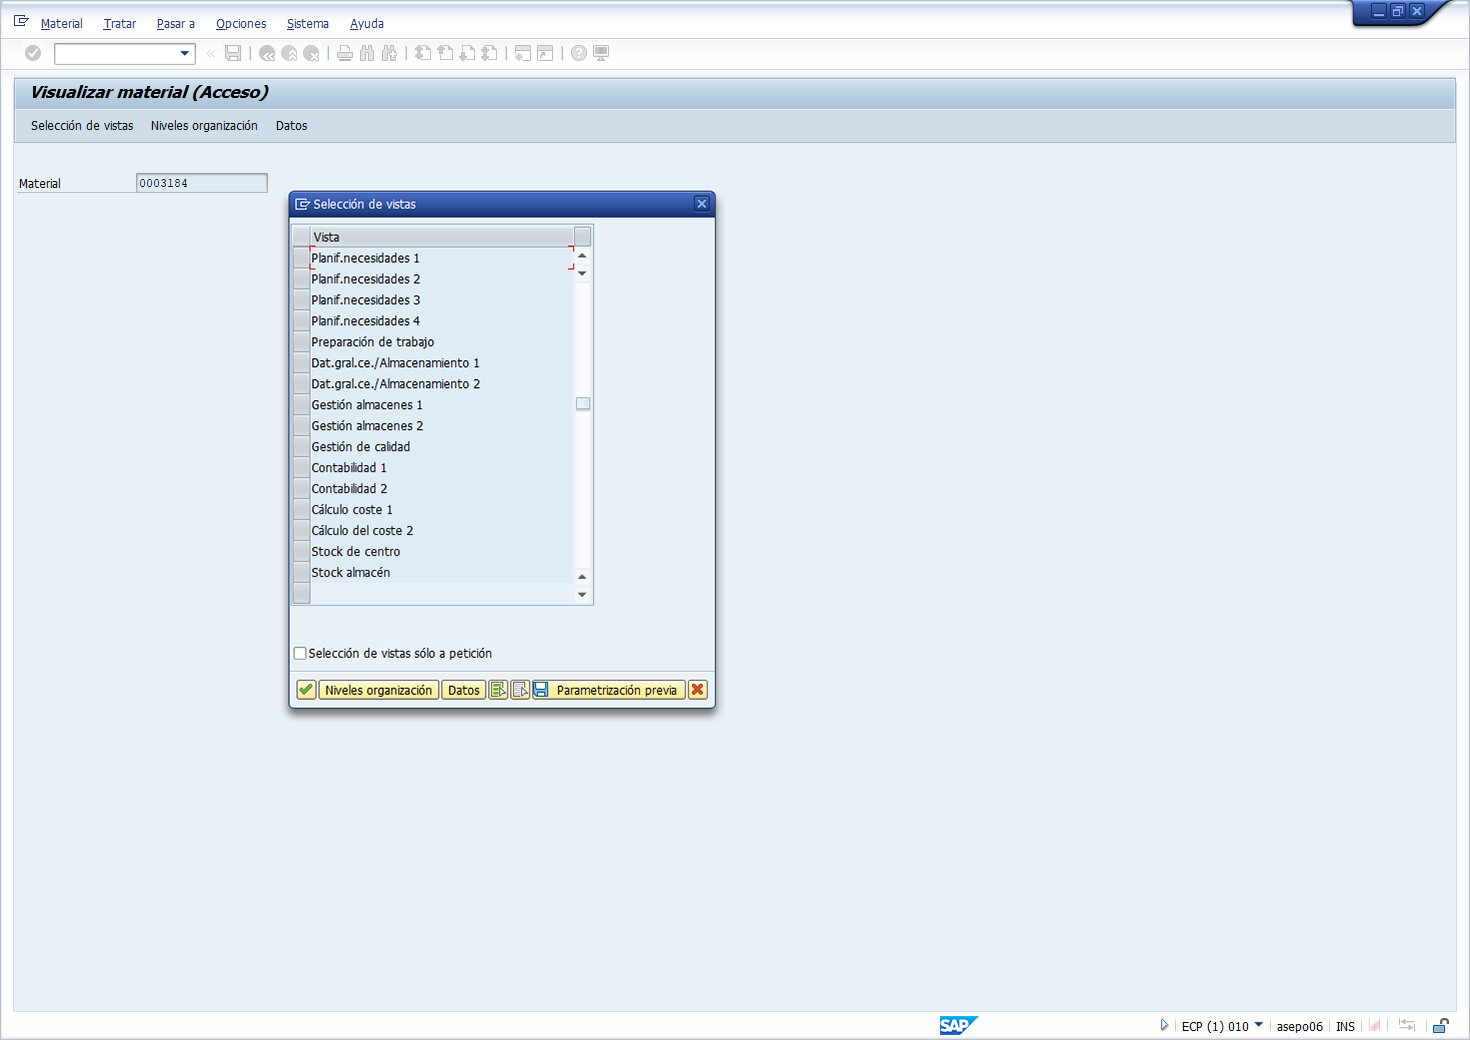 Material Tratar Pasar a Opciones Sistema Ayuda
Visualizar material (Acceso)
Selección de vistas Niveles organización Datos
Material 0003184
Selección de vistas
Vista
Planif.necesidades 1
Planif.necesidades 2
Planif.necesidades 3
Planif.necesidades 4
Preparación de trabajo
Dat.gral.ce./Almacenamiento 1
Dat.gral.ce./Almacenamiento 2
Gestión almacenes 1
Gestión almacenes 2
Gestión de calidad
Contabilidad 1
Contabilidad 2
Cálculo coste 1
Cálculo del coste 2
Stock de centro
Stock almacén
Selección de vistas sólo a petición
Niveles organización Datos Parametrización previa
SAP ECP (1) 010 asepo06 INS